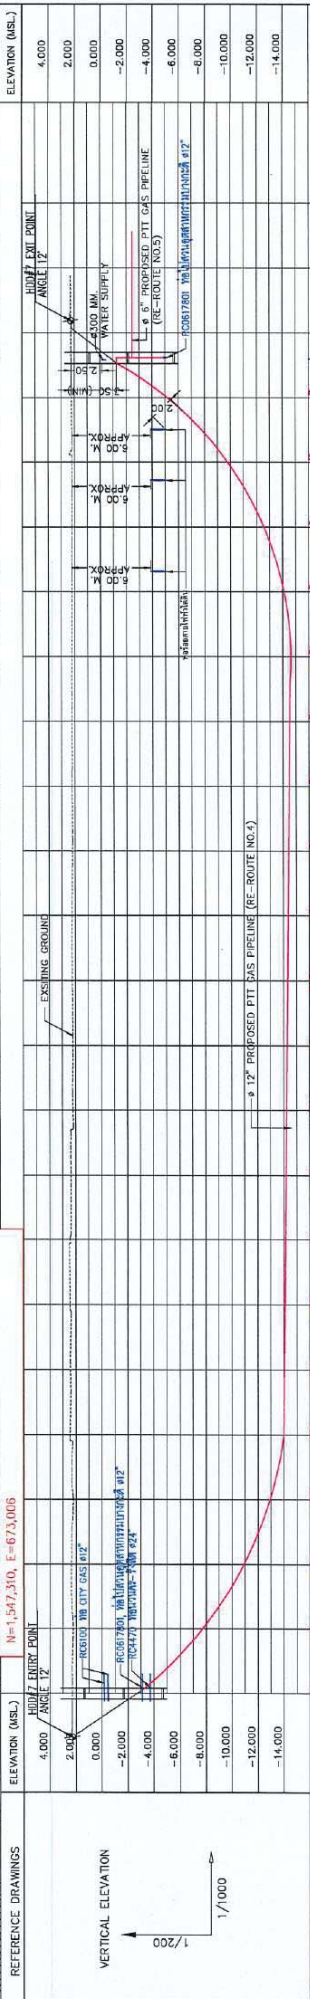 REFERENCE DRAWINGS
ELEVATION (MSL.)
N=1,547,310, E=673,006
ELEVATION (MSL.)
VERTICAL ELEVATION
1/200
1/1000
4.000
2.000
0.000
-2.000
-4.000
-6.000
-8.000
-10.000
-12.000
-14.000
HDD#7 ENTRY POINT
ANGLE 12°
RC6100 ท่อ CITY GAS ø12"
RC0617801
ø12"
RC4470
ø24"
EXSITING GROUND
ø 12" PROPOSED PTT GAS PIPELINE (RE-ROUTE NO.4)
6.00 M.
APPROX.
6.00 M.
APPROX.
6.00 M.
APPROX.
2.00
3.50 (MIN)
2.50
HDD#7 EXIT POINT
ANGLE 12°
ø300 MM.
WATER SUPPLY
ø 6" PROPOSED PTT GAS PIPELINE
(RE-ROUTE NO.5)
RC0617801
ø12"
4.000
2.000
0.000
-2.000
-4.000
-6.000
-8.000
-10.000
-12.000
-14.000